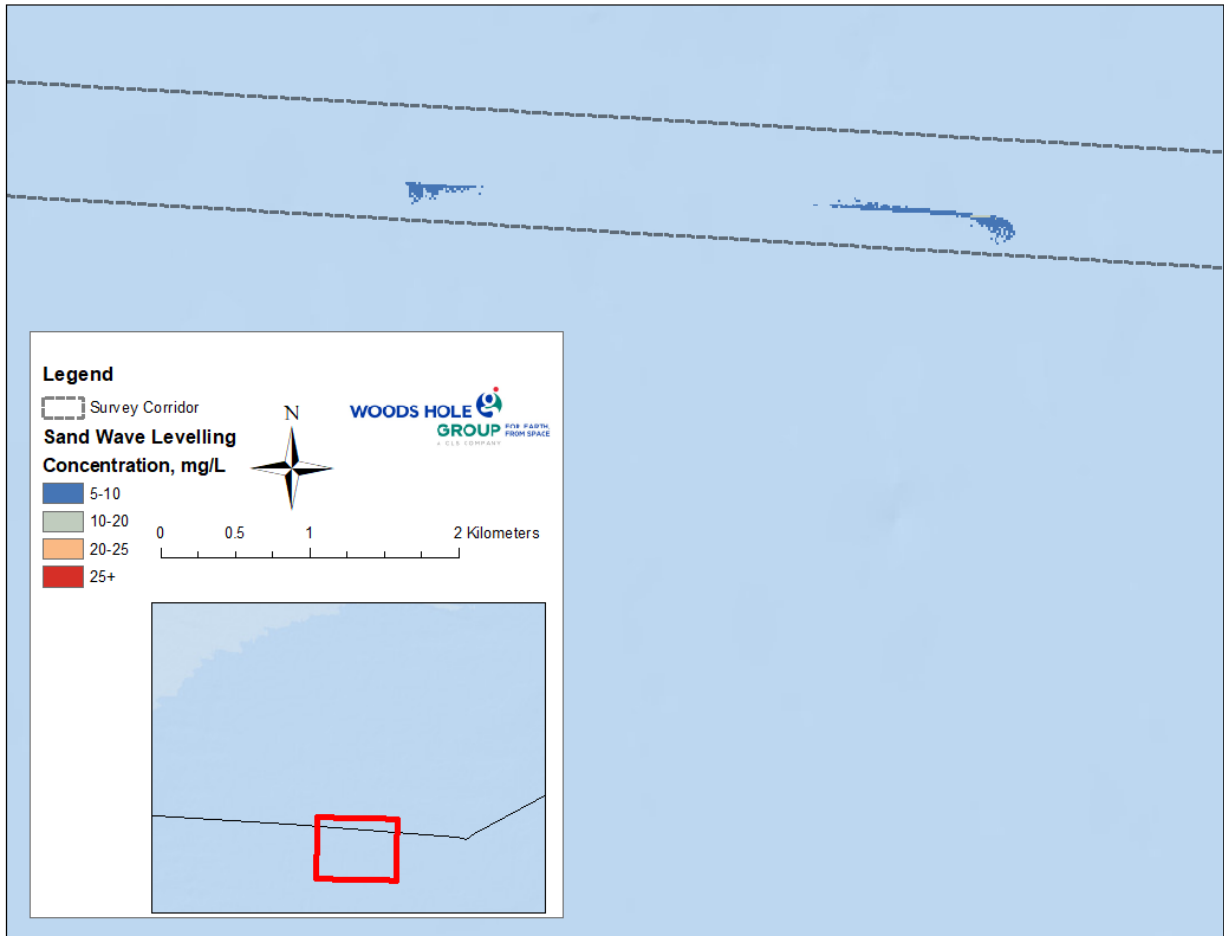 Legend
Survey Corridor
Sand Wave Levelling
Concentration, mg/L
5-10
10-20
20-25
25+
N
WOODS HOLE
GROUP FOR EARTH, FROM SPACE
A CLS COMPANY
0 0.5 1 2 Kilometers